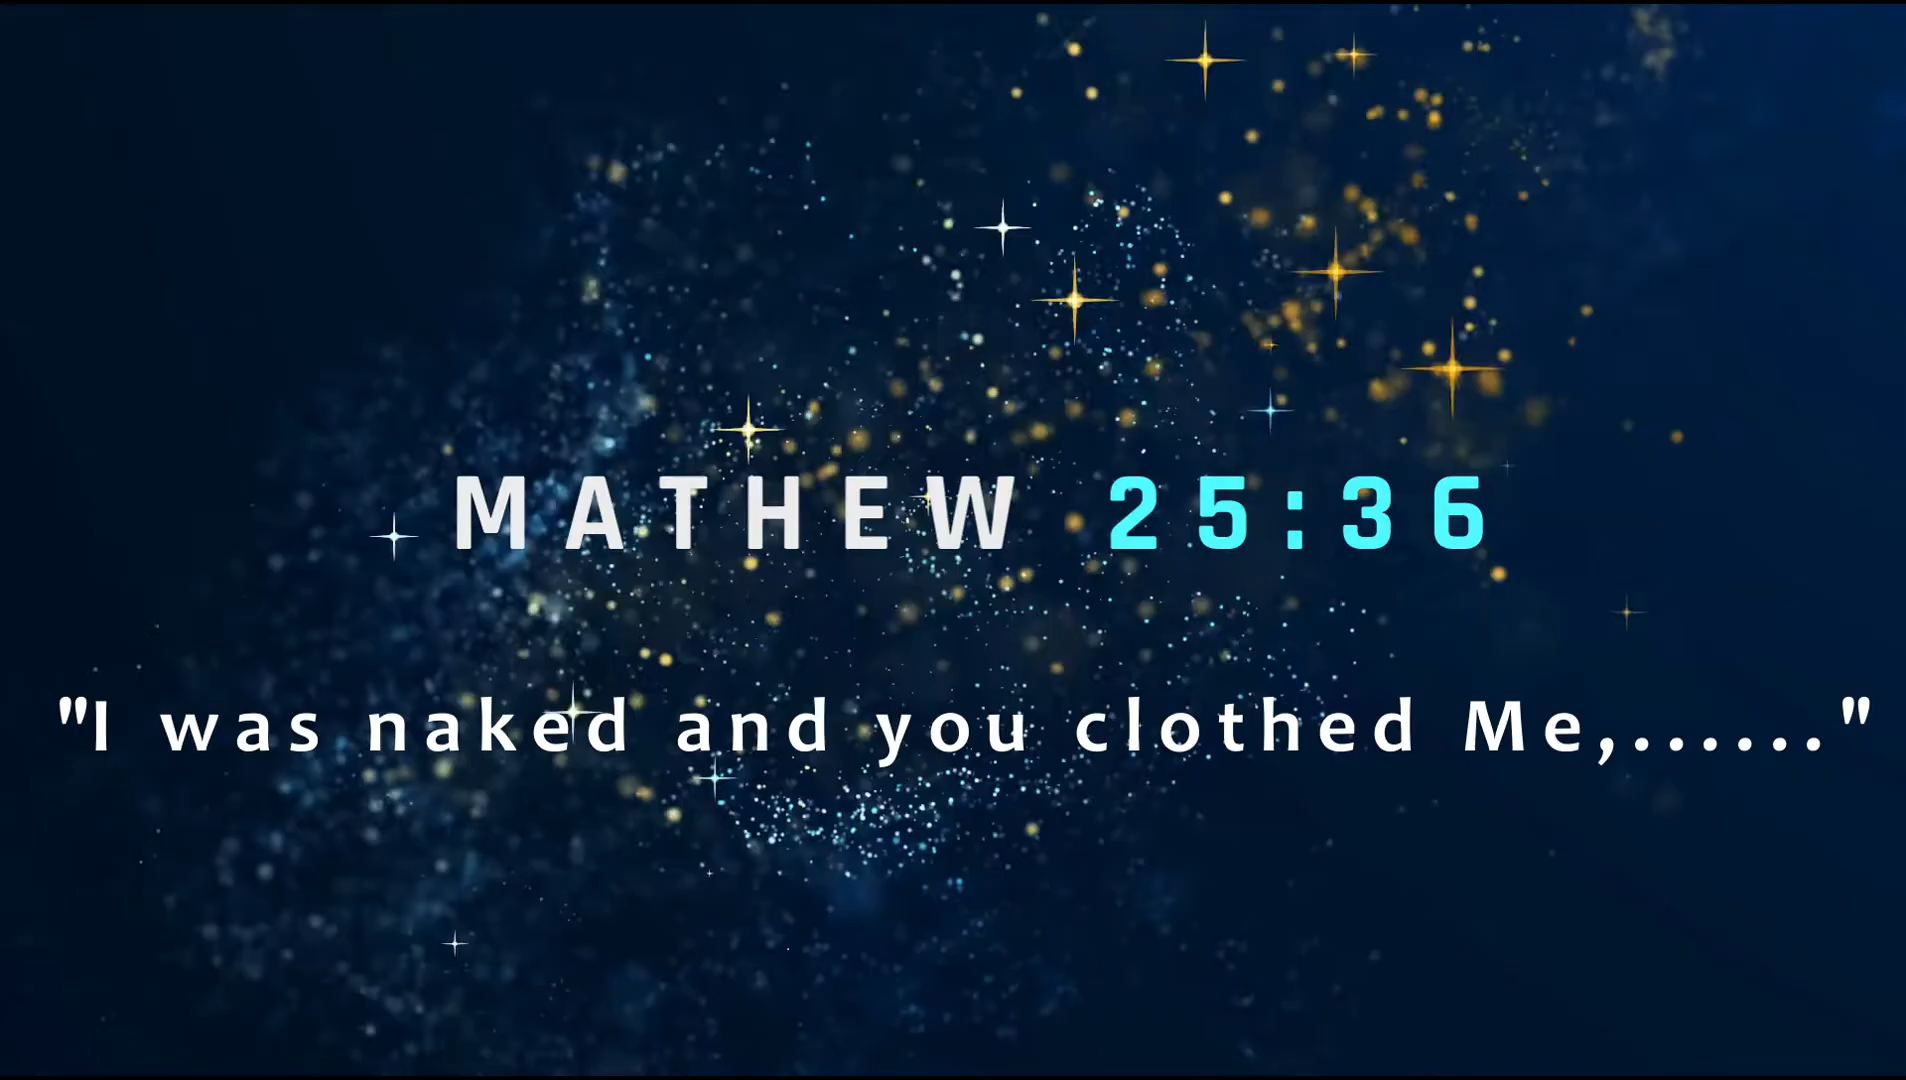 MATHEW 25:36
"I was naked and you clothed Me,......"